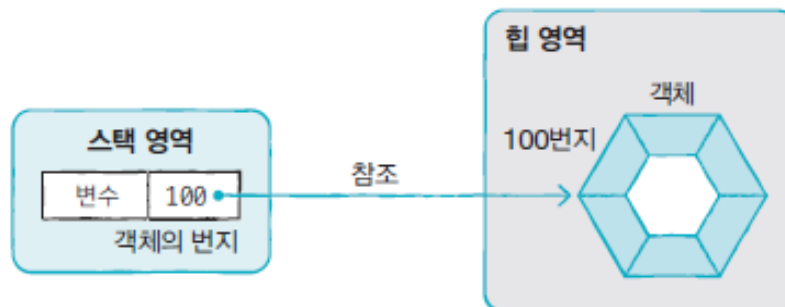 힙 영역
객체
100번지
스택 영역
변수 100
객체의 번지
참조